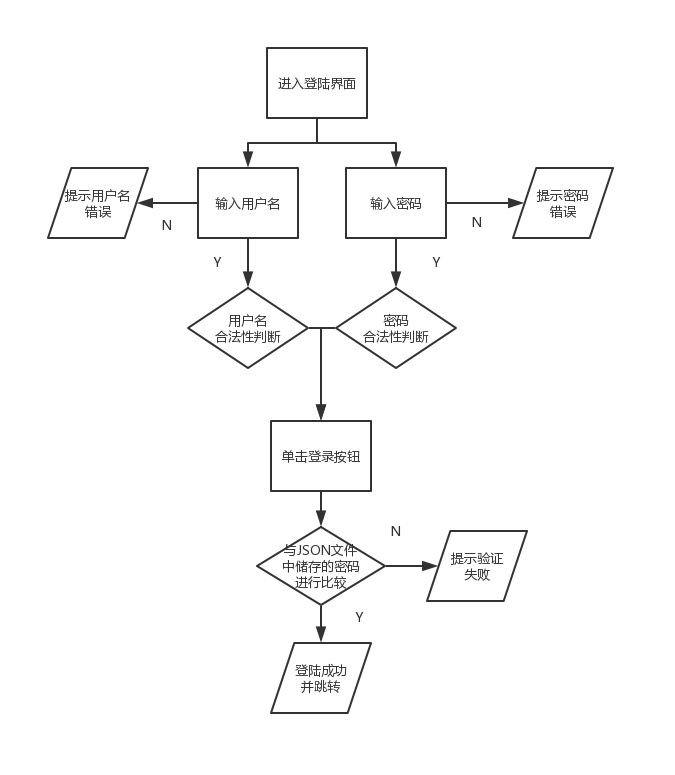 进入登陆界面
提示用户名
错误
N
输入用户名
输入密码
N
提示密码
错误
Y
Y
用户名
合法性判断
密码
合法性判断
单击登录按钮
与JSON文件
中储存的密码
进行比较
N
提示验证
失败
Y
登陆成功
并跳转